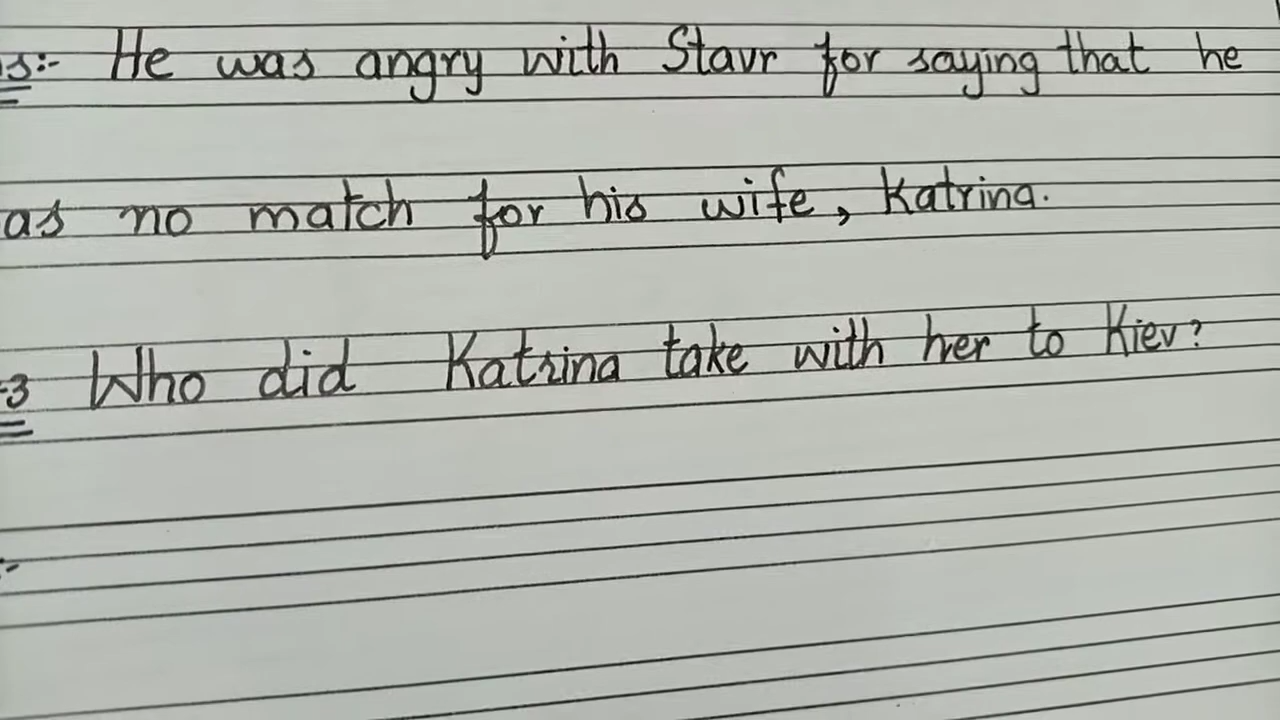 s:- He was angry with Stavr for saying that he
as no match for his wife, Katrina.
3 Who did Katrina take with her to Kiev?
:-